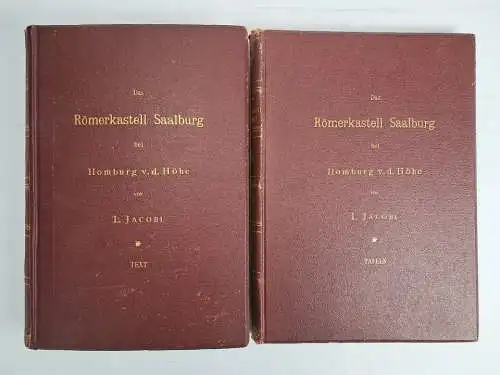 Das
Römerkastell Saalburg
bei
Homburg v. d. Höhe
von
L. JACOBI
TEXT
Das
Römerkastell Saalburg
bei
Homburg v. d. Höhe
von
L. JACOBI
TAFELN